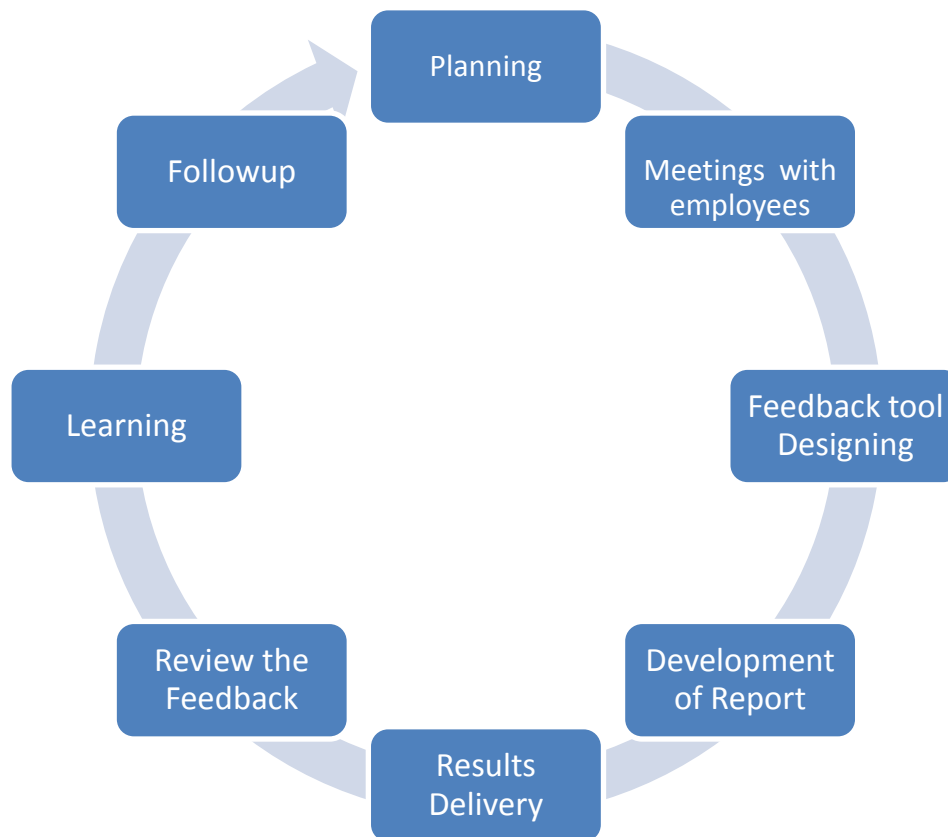 Planning
Meetings with
employees
Feedback tool
Designing
Development
of Report
Results
Delivery
Review the
Feedback
Learning
Followup